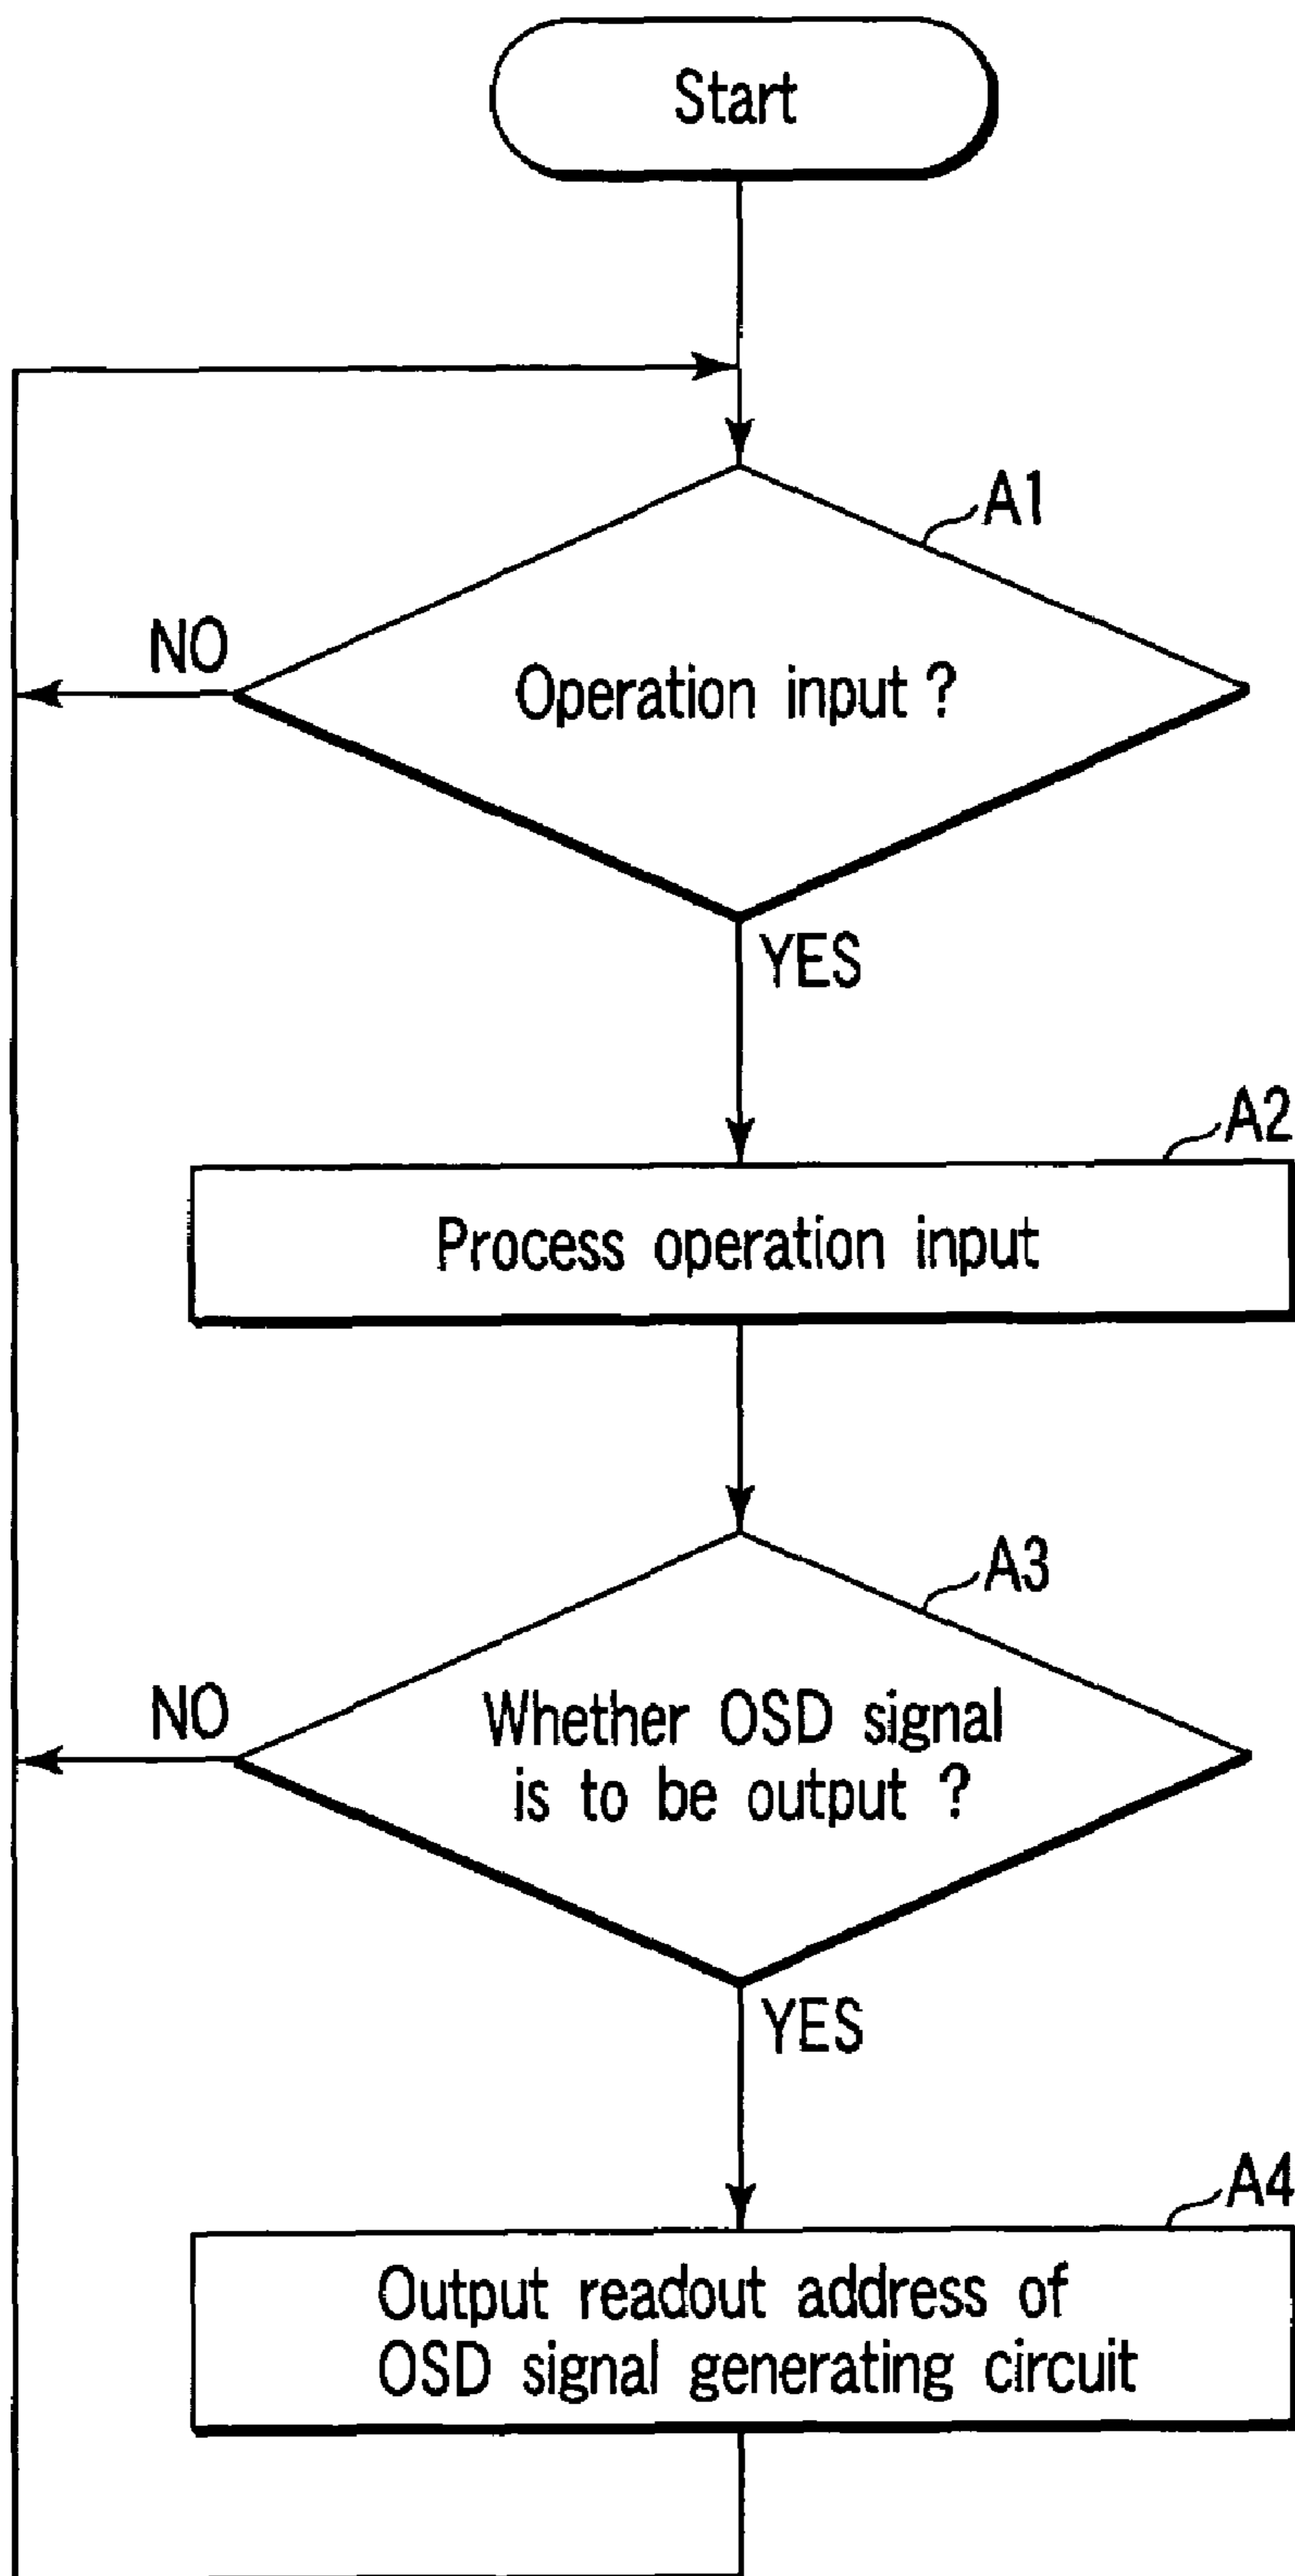 Start
A1
NO
Operation input ?
YES
A2
Process operation input
A3
NO
Whether OSD signal
is to be output ?
YES
A4
Output readout address of
OSD signal generating circuit